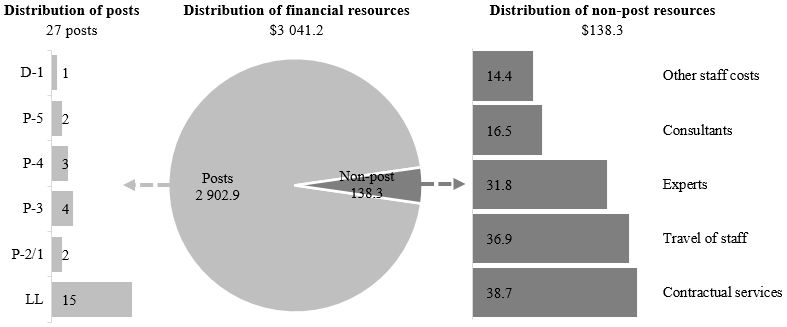 Distribution of posts
27 posts
D-1 1
P-5 2
P-4 3
P-3 4
P-2/1 2
LL 15
Distribution of financial resources
$3 041.2
Posts
2 902.9
Non-post
138.3
Distribution of non-post resources
$138.3
14.4 Other staff costs
16.5 Consultants
31.8 Experts
36.9 Travel of staff
38.7 Contractual services